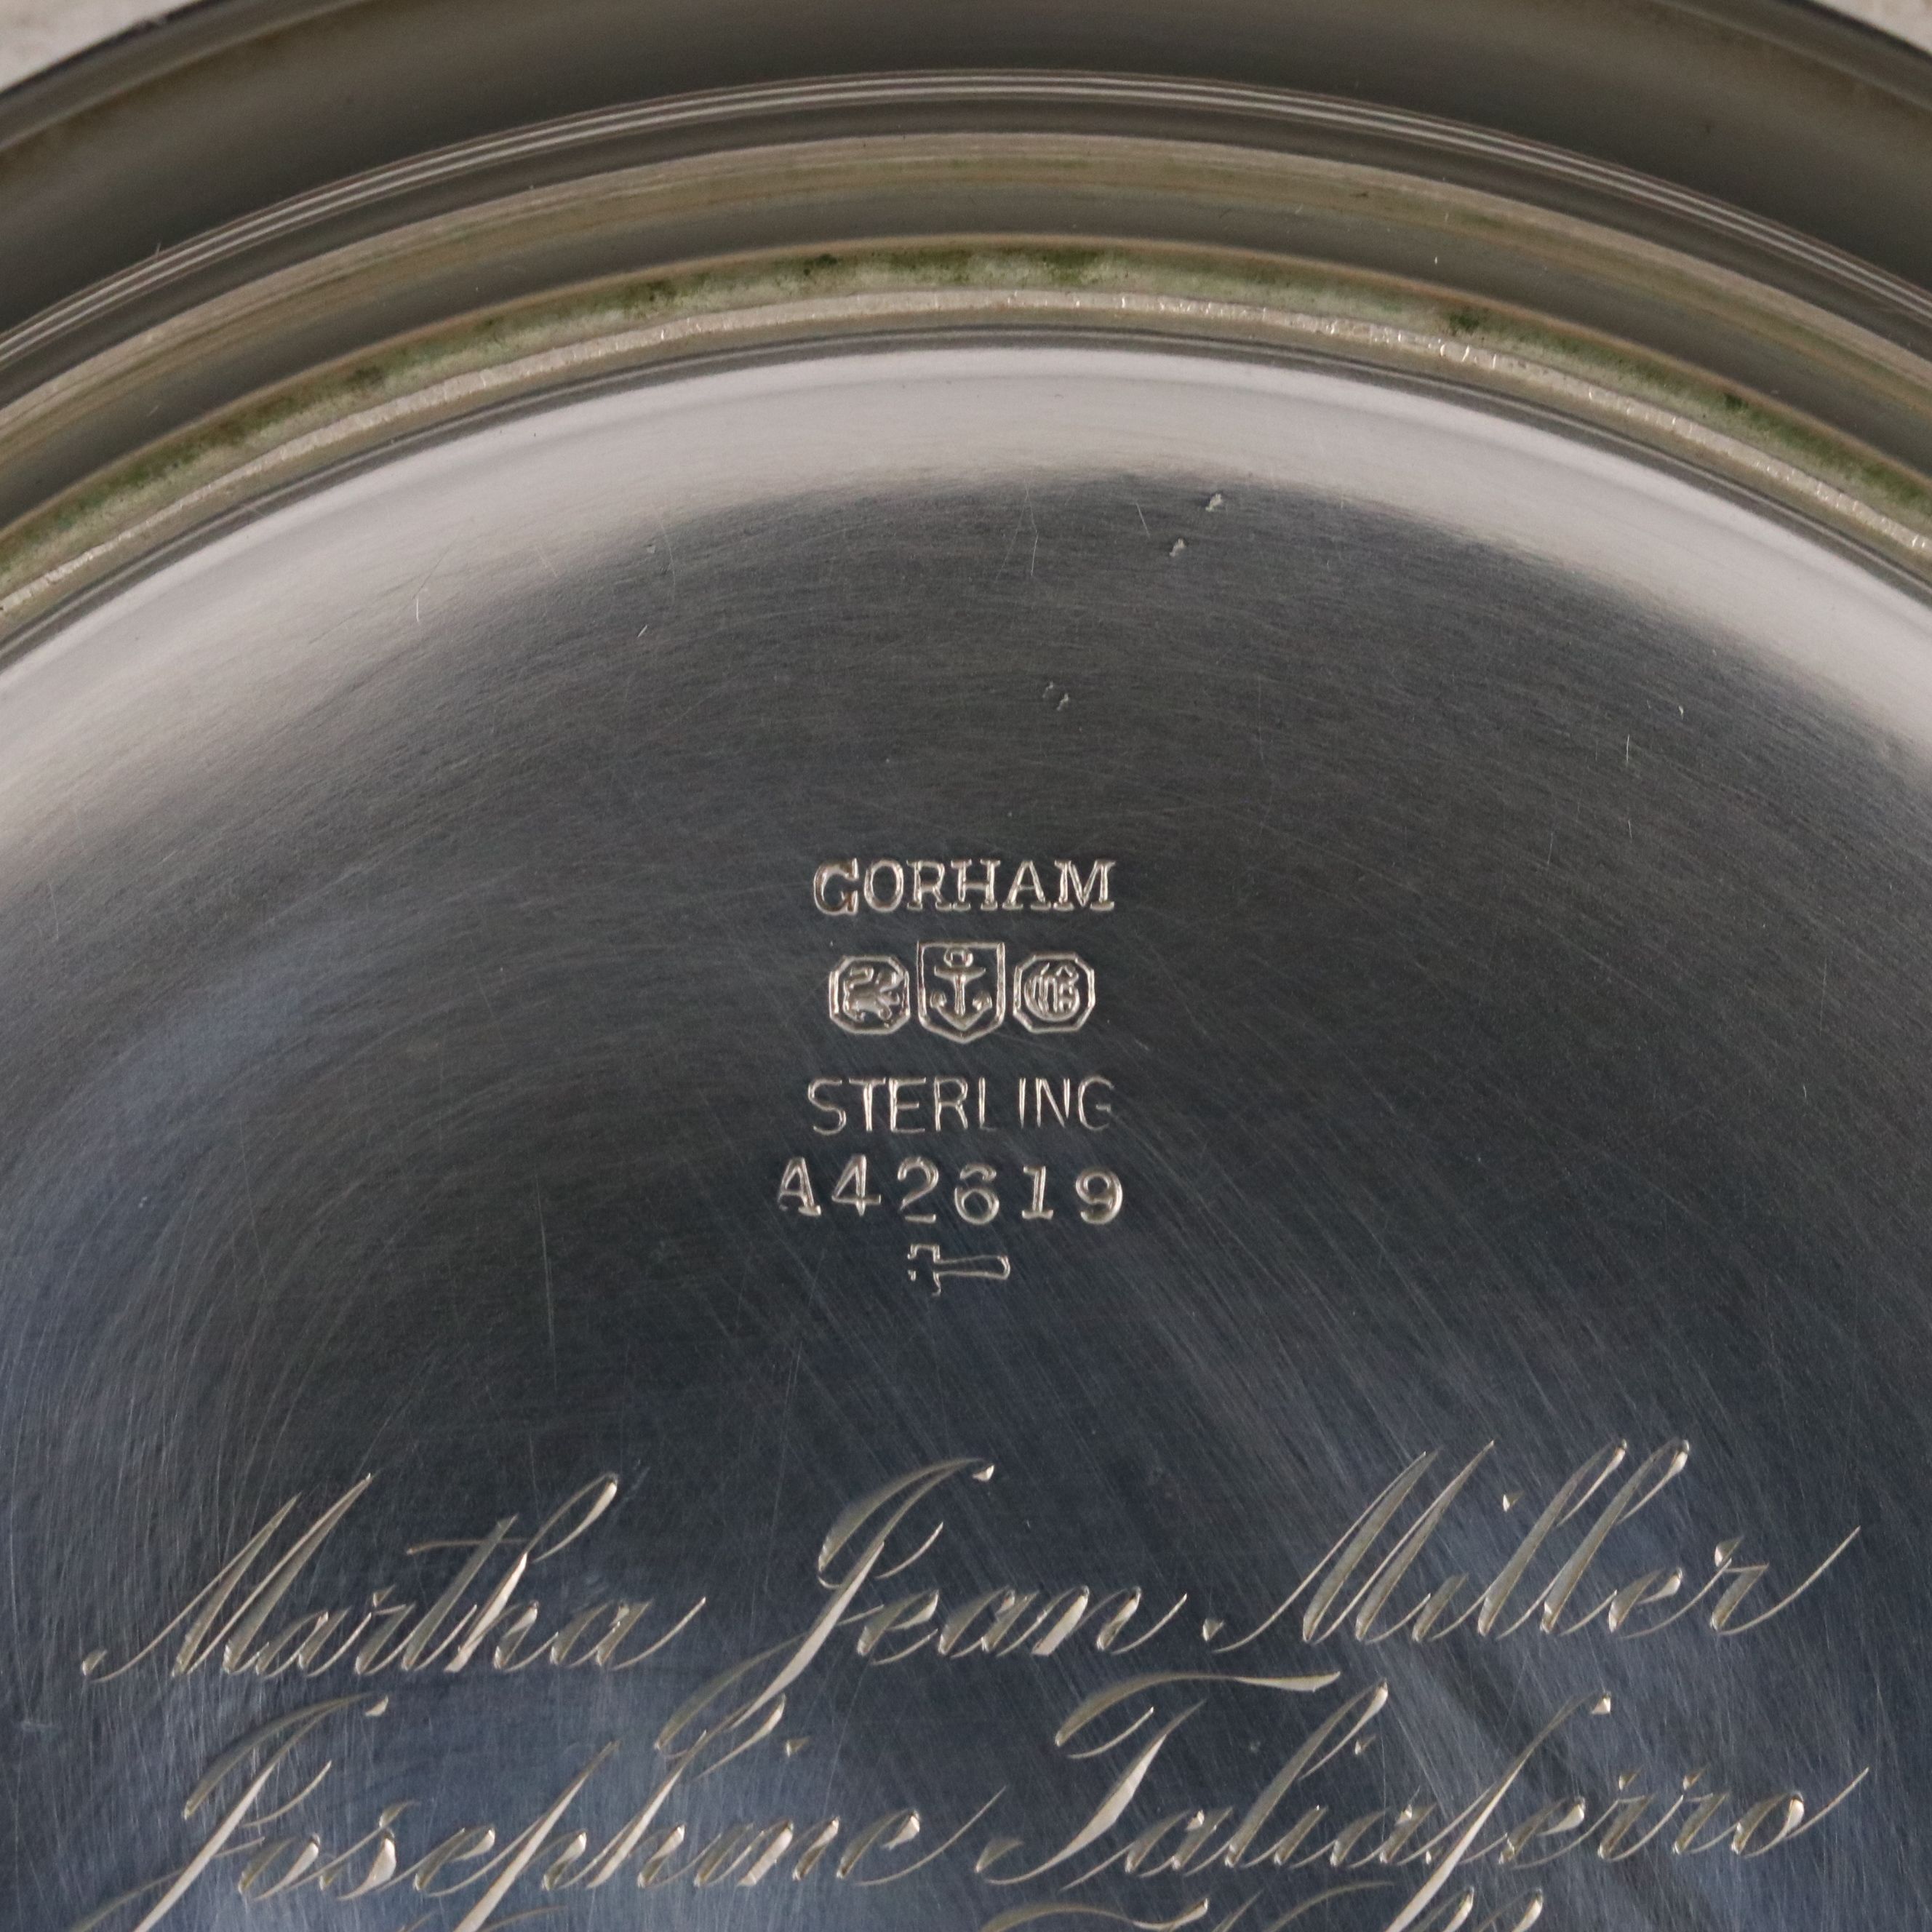 GORHAM
G
STERLING
A42619
Martha Jean Miller
Josephine Taliaferro